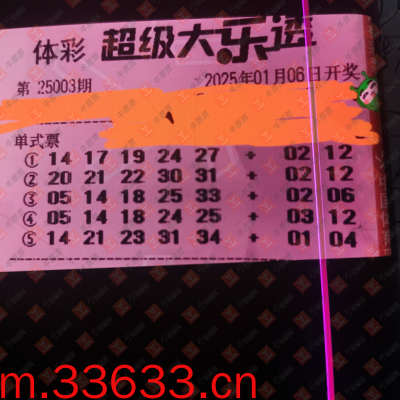 体彩 超级大乐透
第 25003期 2025年01月06日开奖
单式票
① 14 17 19 24 27 + 02 12
② 20 21 22 30 31 + 02 12
③ 05 14 18 25 33 + 02 06
④ 05 14 18 24 25 + 03 12
⑤ 14 21 23 31 34 + 01 04
m.33633.cn